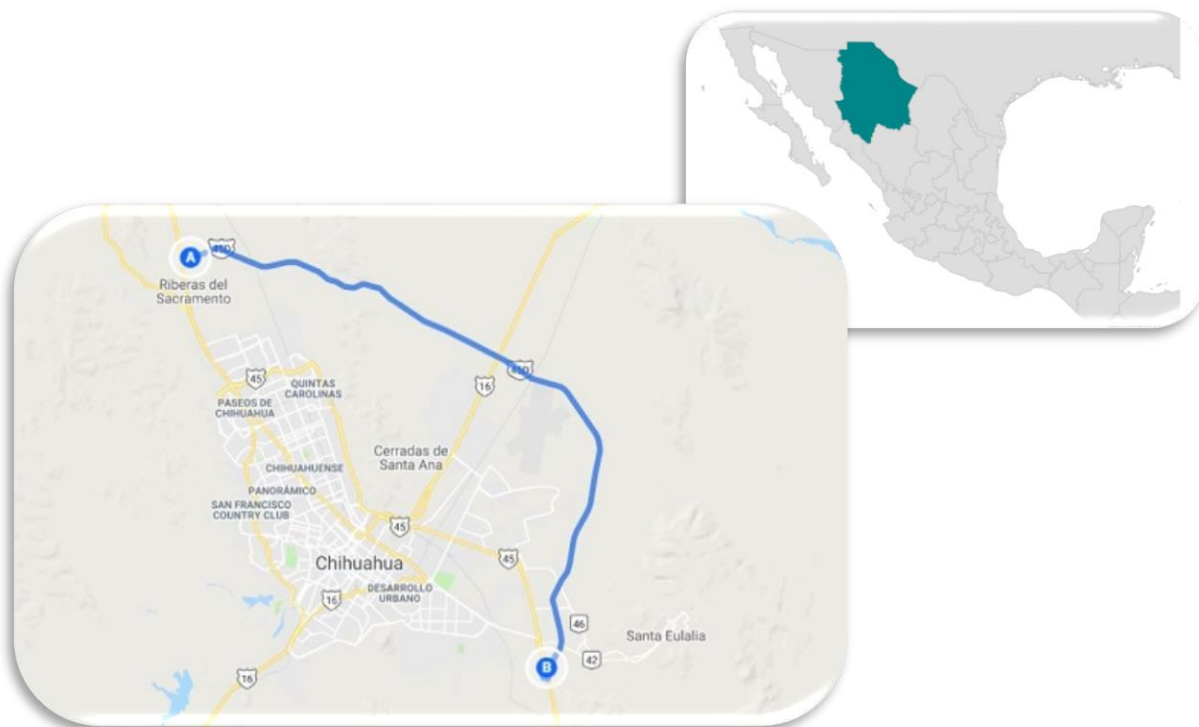 A
Riberas del
Sacramento
45
QUINTAS
CAROLINAS
PASEOS DE
CHIHUAHUA
16
Cerradas de
Santa Ana
CHIHUAHUENSE
PANORÁMICO
SAN FRANCISCO
COUNTRY CLUB
45
Chihuahua
45
DESARROLLO
URBANO
16
46
Santa Eulalia
42
B
16